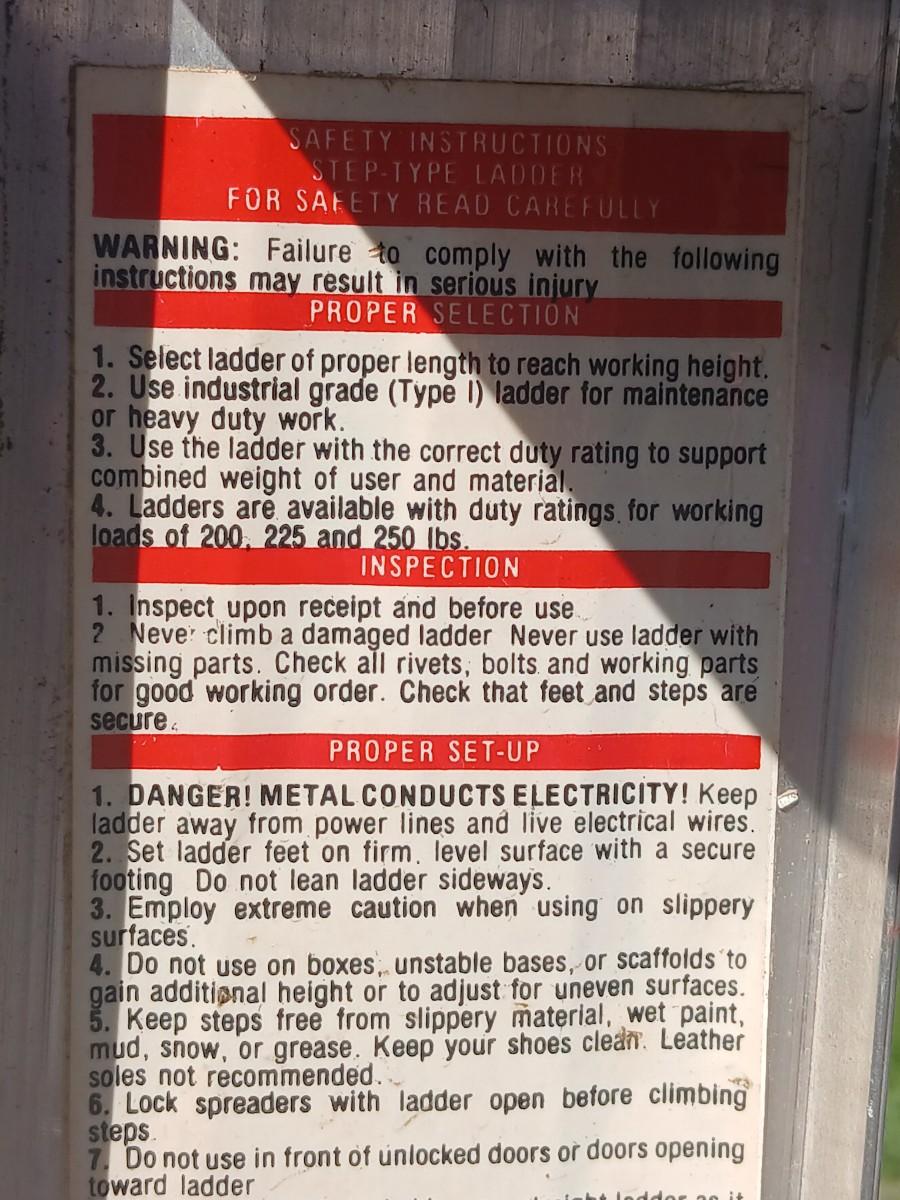 SAFETY INSTRUCTIONS
STEP-TYPE LADDER
FOR SAFETY READ CAREFULLY
WARNING: Failure to comply with the following
instructions may result in serious injury
PROPER SELECTION
1. Select ladder of proper length to reach working height.
2. Use industrial grade (Type I) ladder for maintenance
or heavy duty work.
3. Use the ladder with the correct duty rating to support
combined weight of user and material.
4. Ladders are available with duty ratings for working
loads of 200, 225 and 250 lbs.
INSPECTION
1. Inspect upon receipt and before use
2 Never climb a damaged ladder Never use ladder with
missing parts. Check all rivets, bolts and working parts
for good working order. Check that feet and steps are
secure.
PROPER SET-UP
1. DANGER! METAL CONDUCTS ELECTRICITY! Keep
ladder away from power lines and live electrical wires.
2. Set ladder feet on firm, level surface with a secure
footing Do not lean ladder sideways.
3. Employ extreme caution when using on slippery
surfaces.
4. Do not use on boxes, unstable bases, or scaffolds to
gain additional height or to adjust for uneven surfaces.
5. Keep steps free from slippery material, wet paint,
mud, snow, or grease. Keep your shoes clean. Leather
soles not recommended.
6. Lock spreaders with ladder open before climbing
steps.
7. Do not use in front of unlocked doors or doors opening
toward ladder
ladder as it